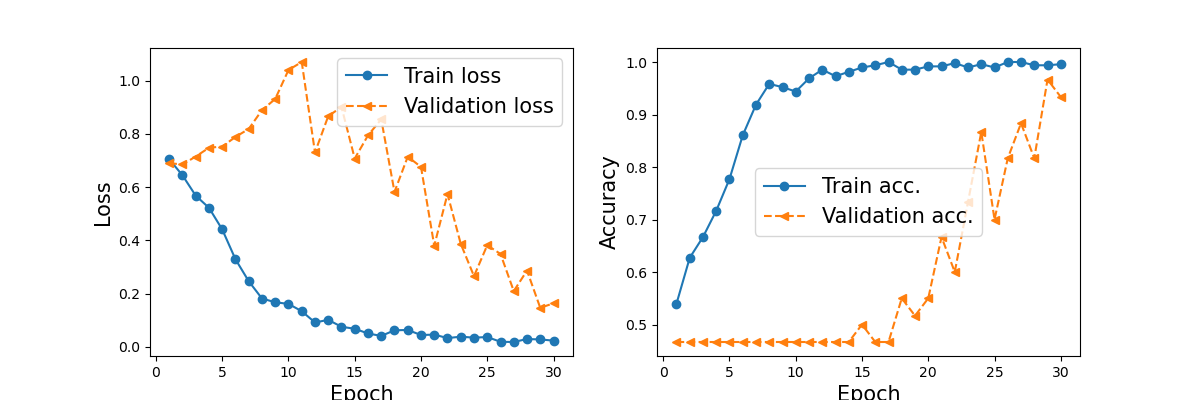 Loss
1.0
0.8
0.6
0.4
0.2
0.0
Train loss
Validation loss
0 5 10 15 20 25 30
Epoch
Accuracy
1.0
0.9
0.8
0.7
0.6
0.5
Train acc.
Validation acc.
0 5 10 15 20 25 30
Epoch